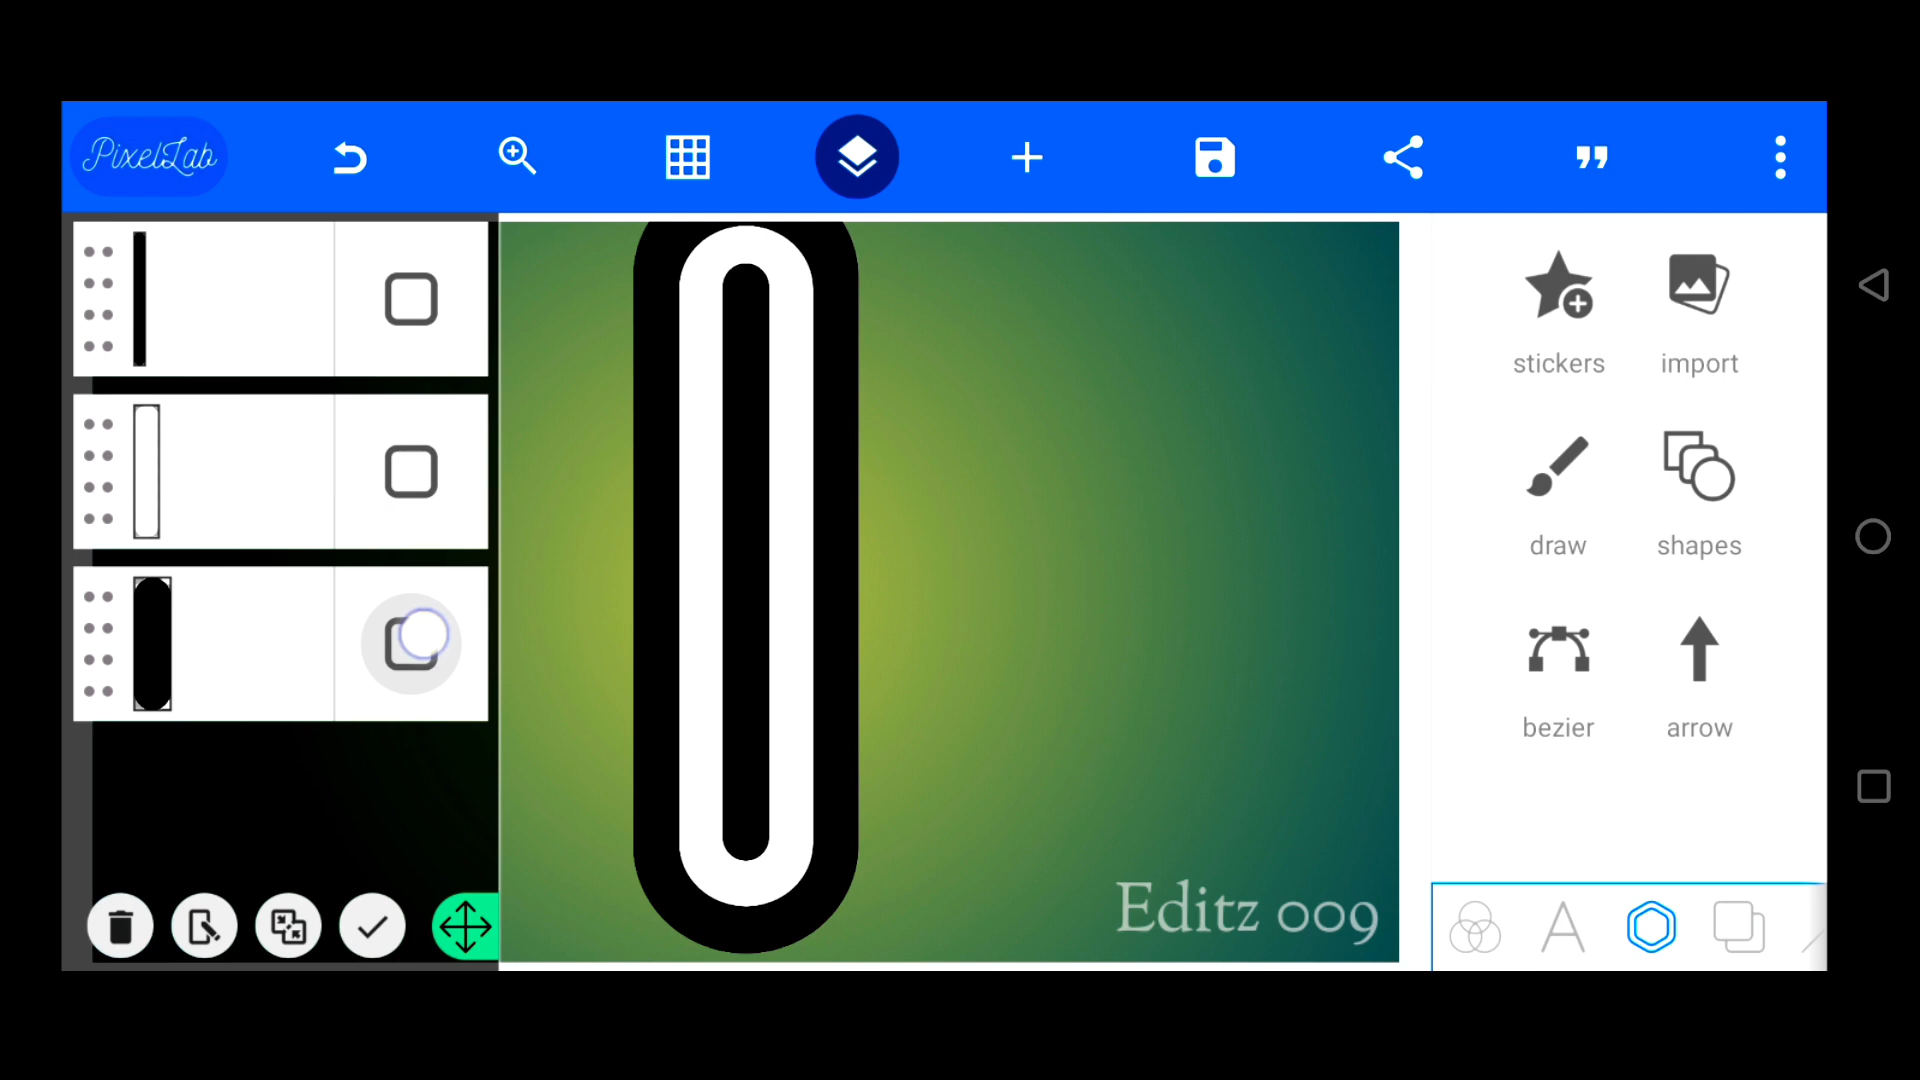 PixelLab
stickers
import
draw
shapes
bezier
arrow
Editz 009